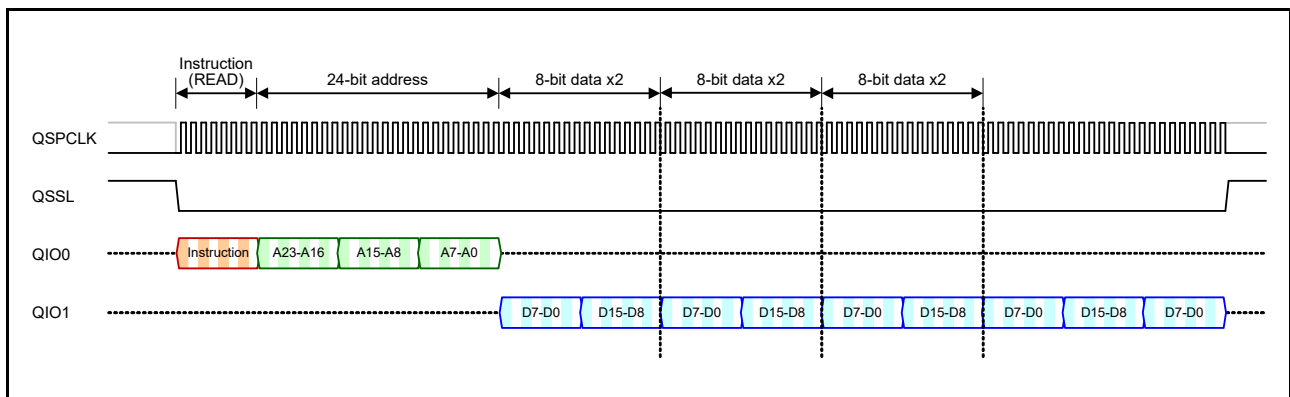 Instruction
(READ)
24-bit address
8-bit data x2
8-bit data x2
8-bit data x2
QSPCLK
QSSL
QIO0
Instruction
A23-A16
A15-A8
A7-A0
QIO1
D7-D0
D15-D8
D7-D0
D15-D8
D7-D0
D15-D8
D7-D0
D15-D8
D7-D0